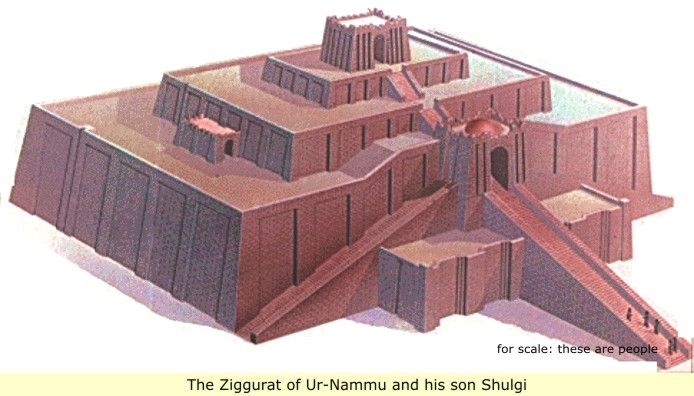 for scale: these are people
The Ziggurat of Ur-Nammu and his son Shulgi